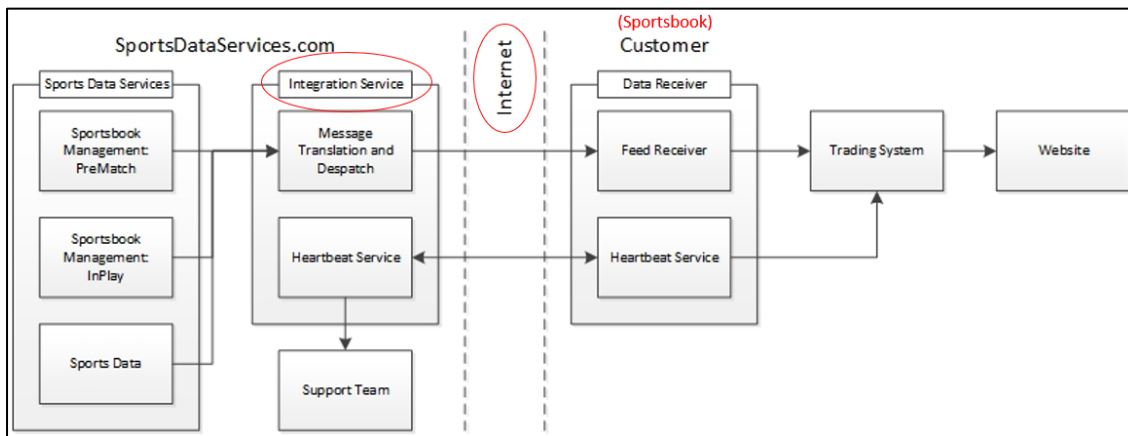 (Sportsbook)
SportsDataServices.com
Internet
Customer
Sports Data Services
Integration Service
Data Receiver
Sportsbook
Management:
PreMatch
Message
Translation and
Despatch
Feed Receiver
Trading System
Website
Sportsbook
Management:
InPlay
Heartbeat Service
Heartbeat Service
Sports Data
Support Team